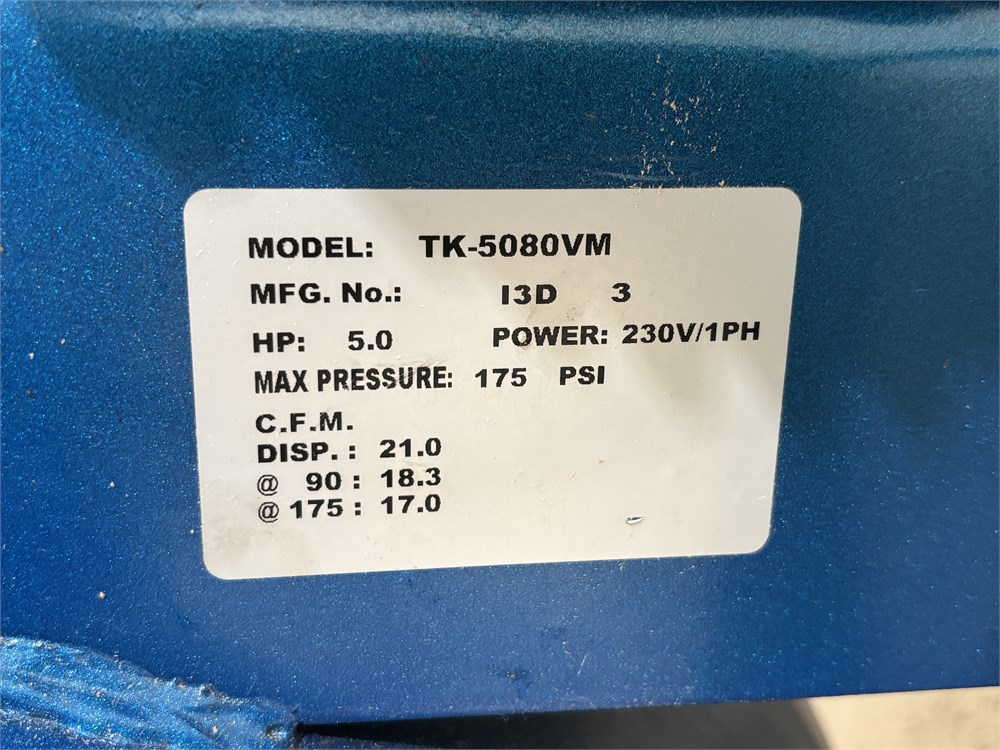 MODEL: TK-5080VM
MFG. No.: I3D 3
HP: 5.0 POWER: 230V/1PH
MAX PRESSURE: 175 PSI
C.F.M.
DISP. : 21.0
@ 90 : 18.3
@ 175 : 17.0